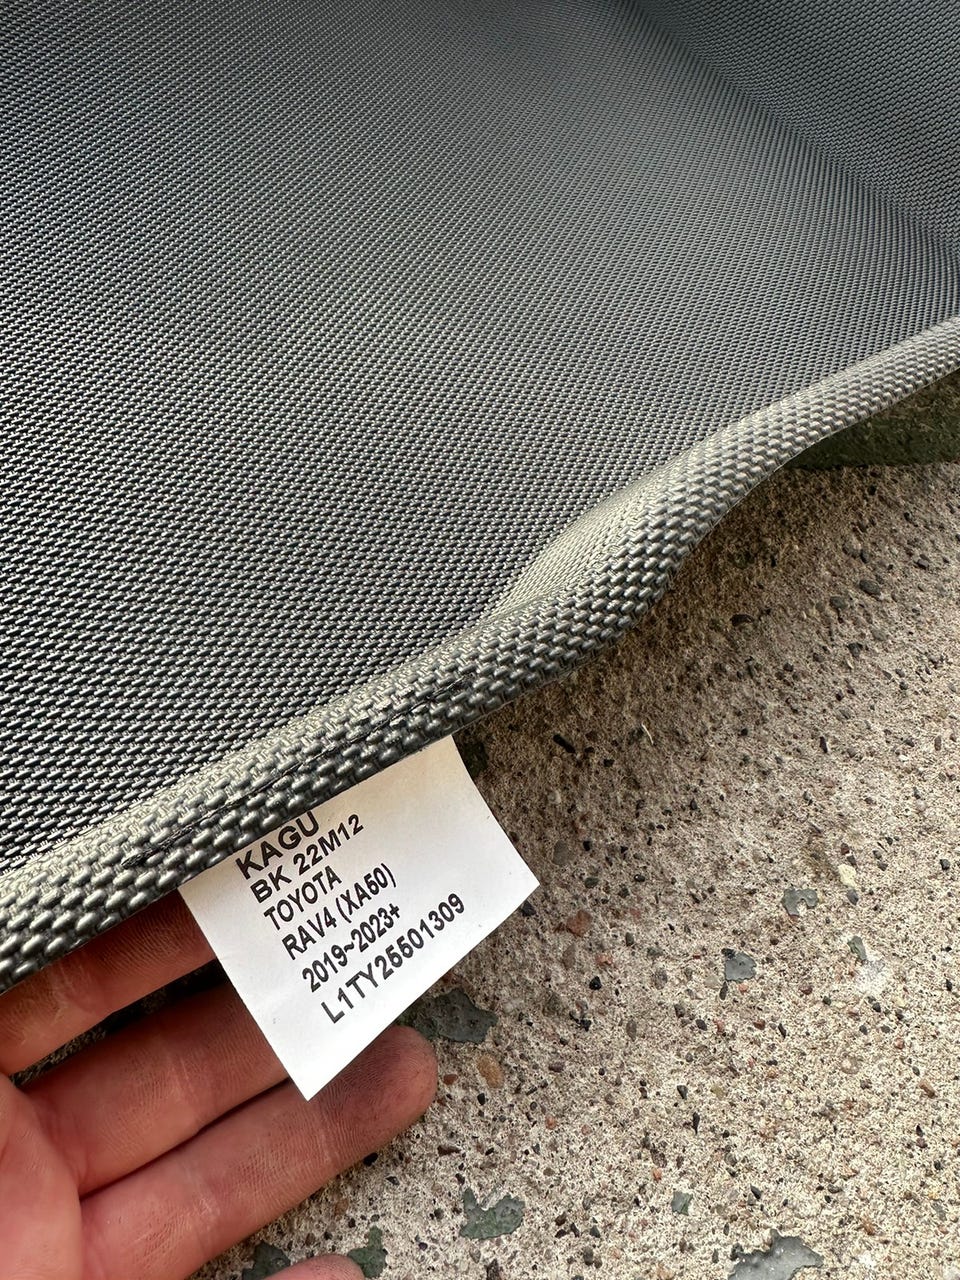 KAGU
BK 22M12
TOYOTA
RAV4 (XA50)
2019~2023+
L1TY25501309